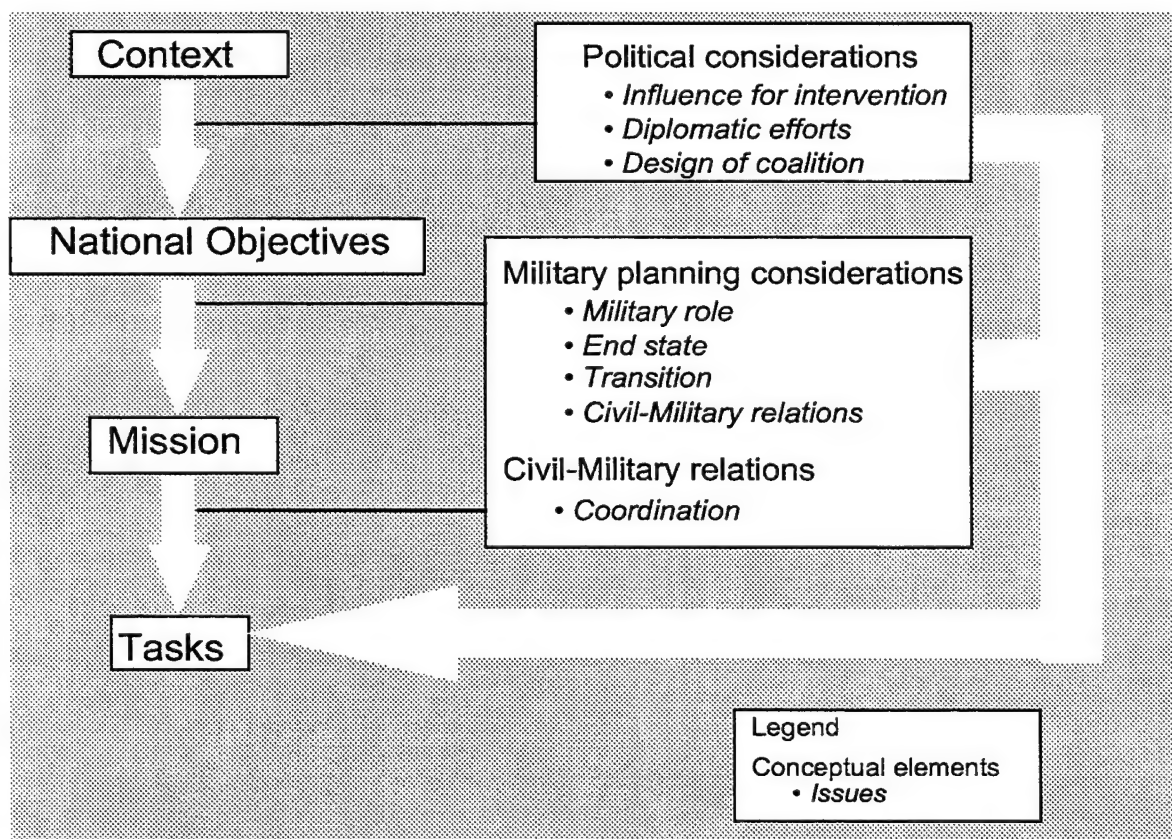 Context
Political considerations
• Influence for intervention
• Diplomatic efforts
• Design of coalition
National Objectives
Military planning considerations
• Military role
• End state
• Transition
• Civil-Military relations
Mission
Civil-Military relations
• Coordination
Tasks
Legend
Conceptual elements
• Issues